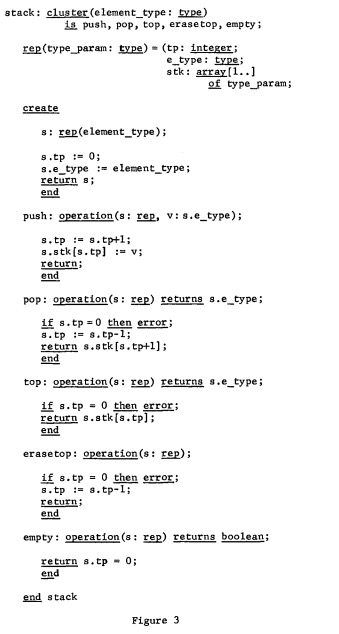 stack: cluster(element_type: type)
is push, pop, top, erasetop, empty;
rep(type_param: type) = (tp: integer;
e_type: type;
stk: array[1..]
of type_param;
create
s: rep(element_type);
s.tp := 0;
s.e_type := element_type;
return s;
end
push: operation(s: rep, v: s.e_type);
s.tp := s.tp+1;
s.stk[s.tp] := v;
return;
end
pop: operation(s: rep) returns s.e_type;
if s.tp = 0 then error;
s.tp := s.tp-1;
return s.stk[s.tp+1];
end
top: operation(s: rep) returns s.e_type;
if s.tp = 0 then error;
return s.stk[s.tp];
end
erasetop: operation(s: rep);
if s.tp = 0 then error;
s.tp := s.tp-1;
return;
end
empty: operation(s: rep) returns boolean;
return s.tp = 0;
end
end stack
Figure 3